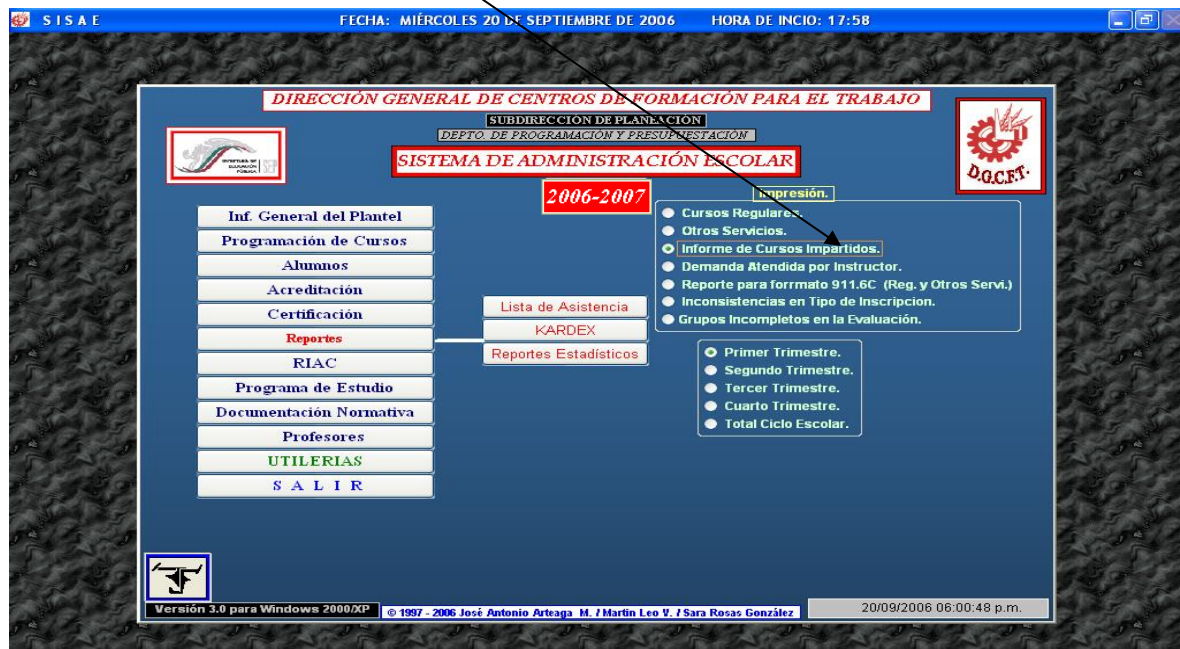 S I S A E FECHA: MIÉRCOLES 20 DE SEPTIEMBRE DE 2006 HORA DE INCIO: 17:58
DIRECCIÓN GENERAL DE CENTROS DE FORMACIÓN PARA EL TRABAJO
SUBDIRECCIÓN DE PLANEACIÓN
DEPTO. DE PROGRAMACIÓN Y PRESUPUESTACIÓN
SISTEMA DE ADMINISTRACIÓN ESCOLAR
SECRETARÍA DE
EDUCACIÓN
PÚBLICA
SEP
D.G.C.F.T.
2006-2007
Impresión.
Inf. General del Plantel
Programación de Cursos
Alumnos
Acreditación
Certificación
Reportes
RIAC
Programa de Estudio
Documentación Normativa
Profesores
UTILERIAS
S A L I R
Lista de Asistencia
KARDEX
Reportes Estadísticos
Cursos Regulares.
Otros Servicios.
Informe de Cursos Impartidos.
Demanda Atendida por Instructor.
Reporte para forrmato 911.6C (Reg. y Otros Servi.)
Inconsistencias en Tipo de Inscripcion.
Grupos Incompletos en la Evaluación.
Primer Trimestre.
Segundo Trimestre.
Tercer Trimestre.
Cuarto Trimestre.
Total Ciclo Escolar.
Versión 3.0 para Windows 2000/XP
© 1997 - 2006 José Antonio Arteaga M. / Martin Leo V. / Sara Rosas González
20/09/2006 06:00:48 p.m.